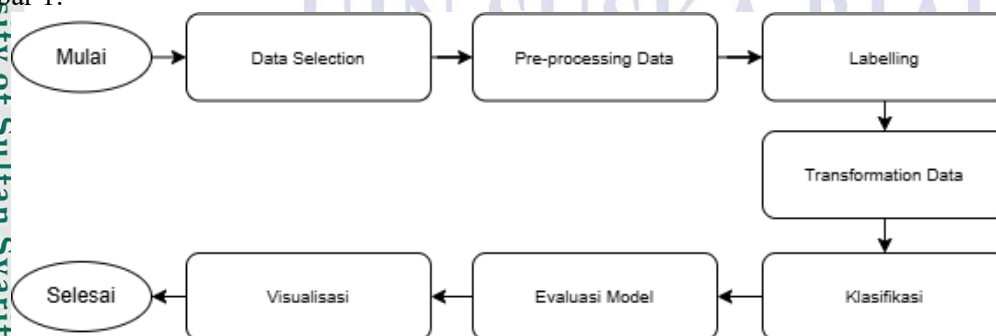 Mulai
Data Selection
Pre-processing Data
Labelling
Transformation Data
Klasifikasi
Evaluasi Model
Visualisasi
Selesai